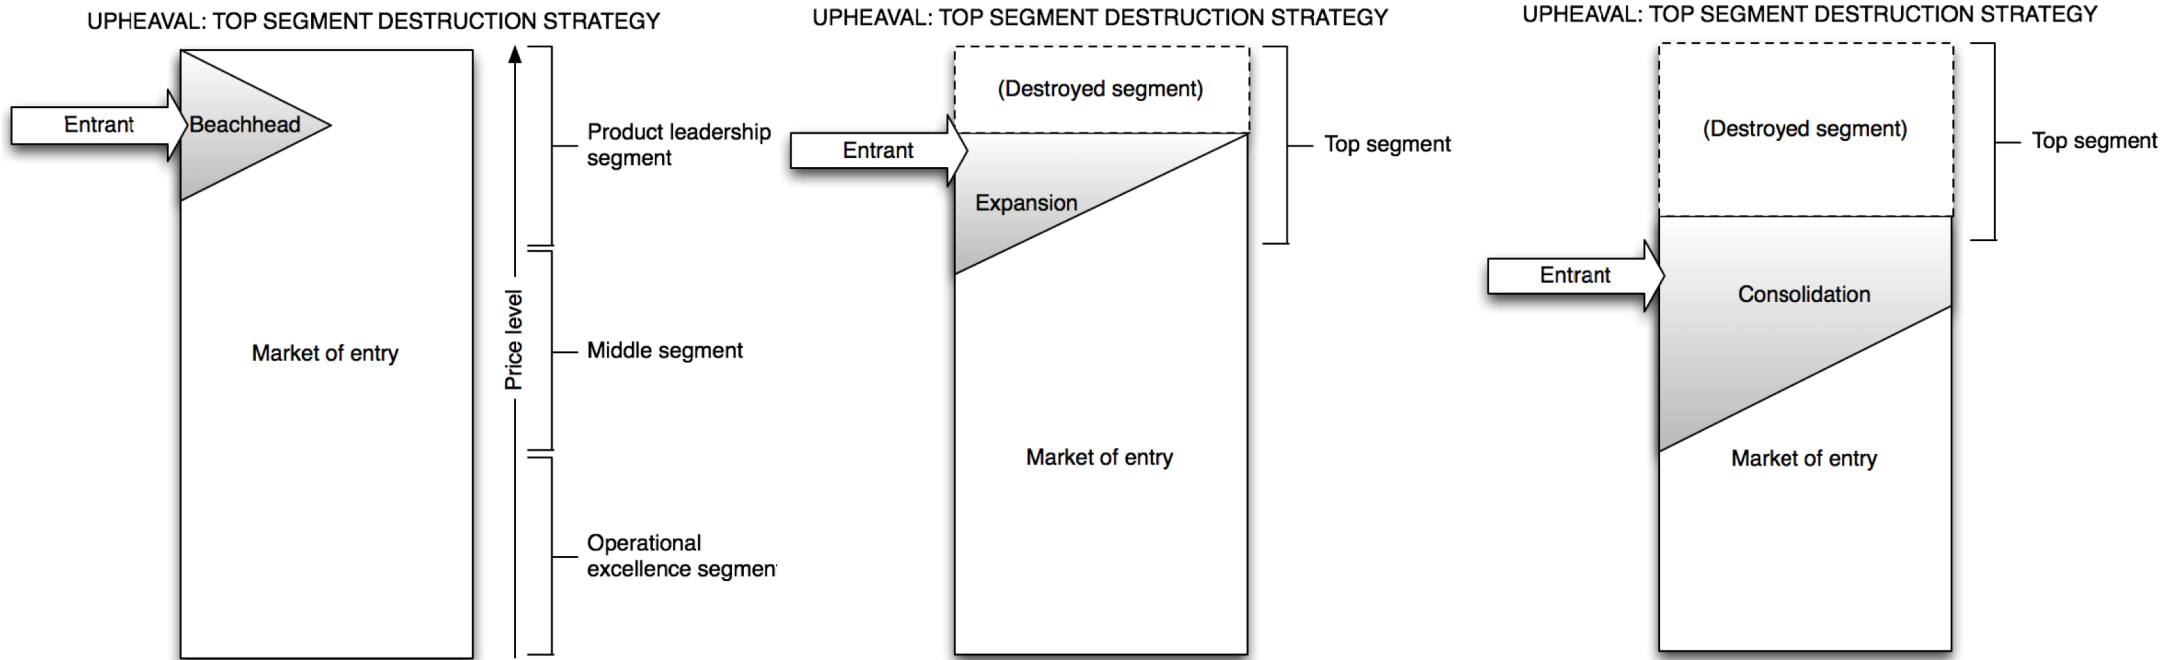 UPHEAVAL: TOP SEGMENT DESTRUCTION STRATEGY
Entrant
Beachhead
Market of entry
Price level
Product leadership
segment
Middle segment
Operational
excellence segmen
UPHEAVAL: TOP SEGMENT DESTRUCTION STRATEGY
(Destroyed segment)
Entrant
Expansion
Market of entry
Top segment
UPHEAVAL: TOP SEGMENT DESTRUCTION STRATEGY
(Destroyed segment)
Top segment
Entrant
Consolidation
Market of entry